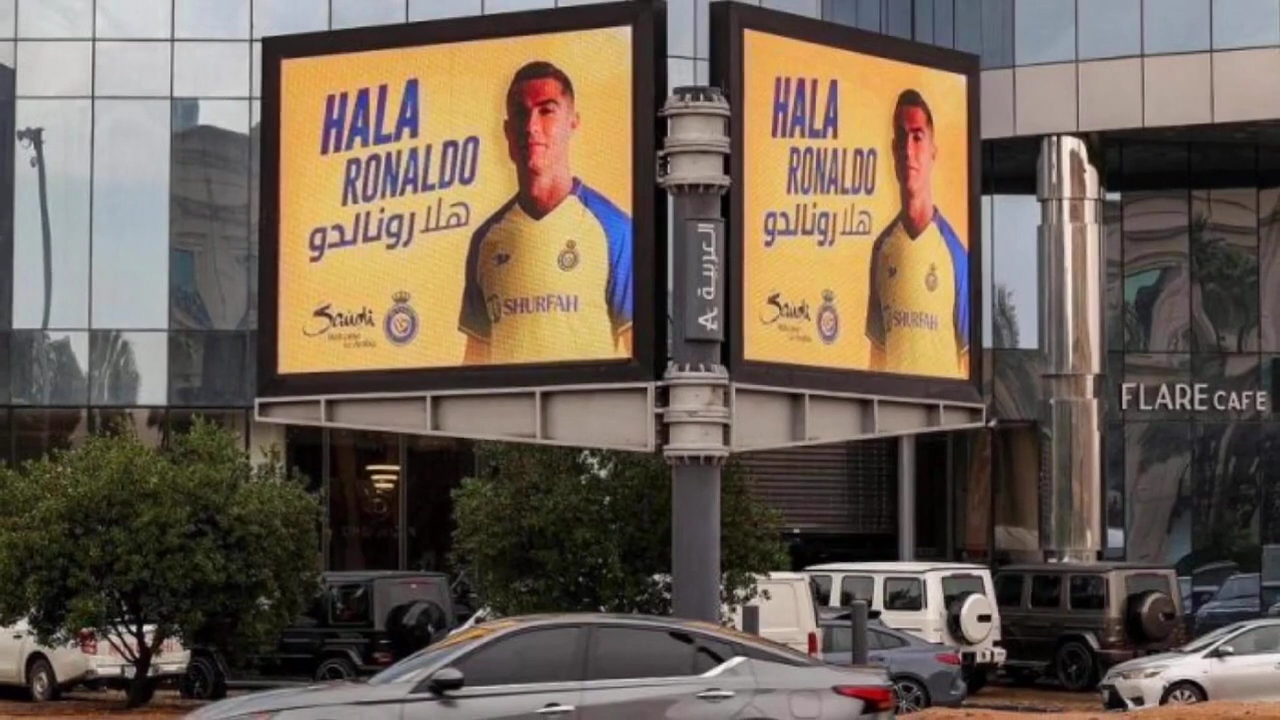 HALA
RONALDO
هلا رونالدو
SHURFAH
Saudi
HALA
RONALDO
هلا رونالدو
SHURFAH
Saudi
العربية A
FLARE CAFE